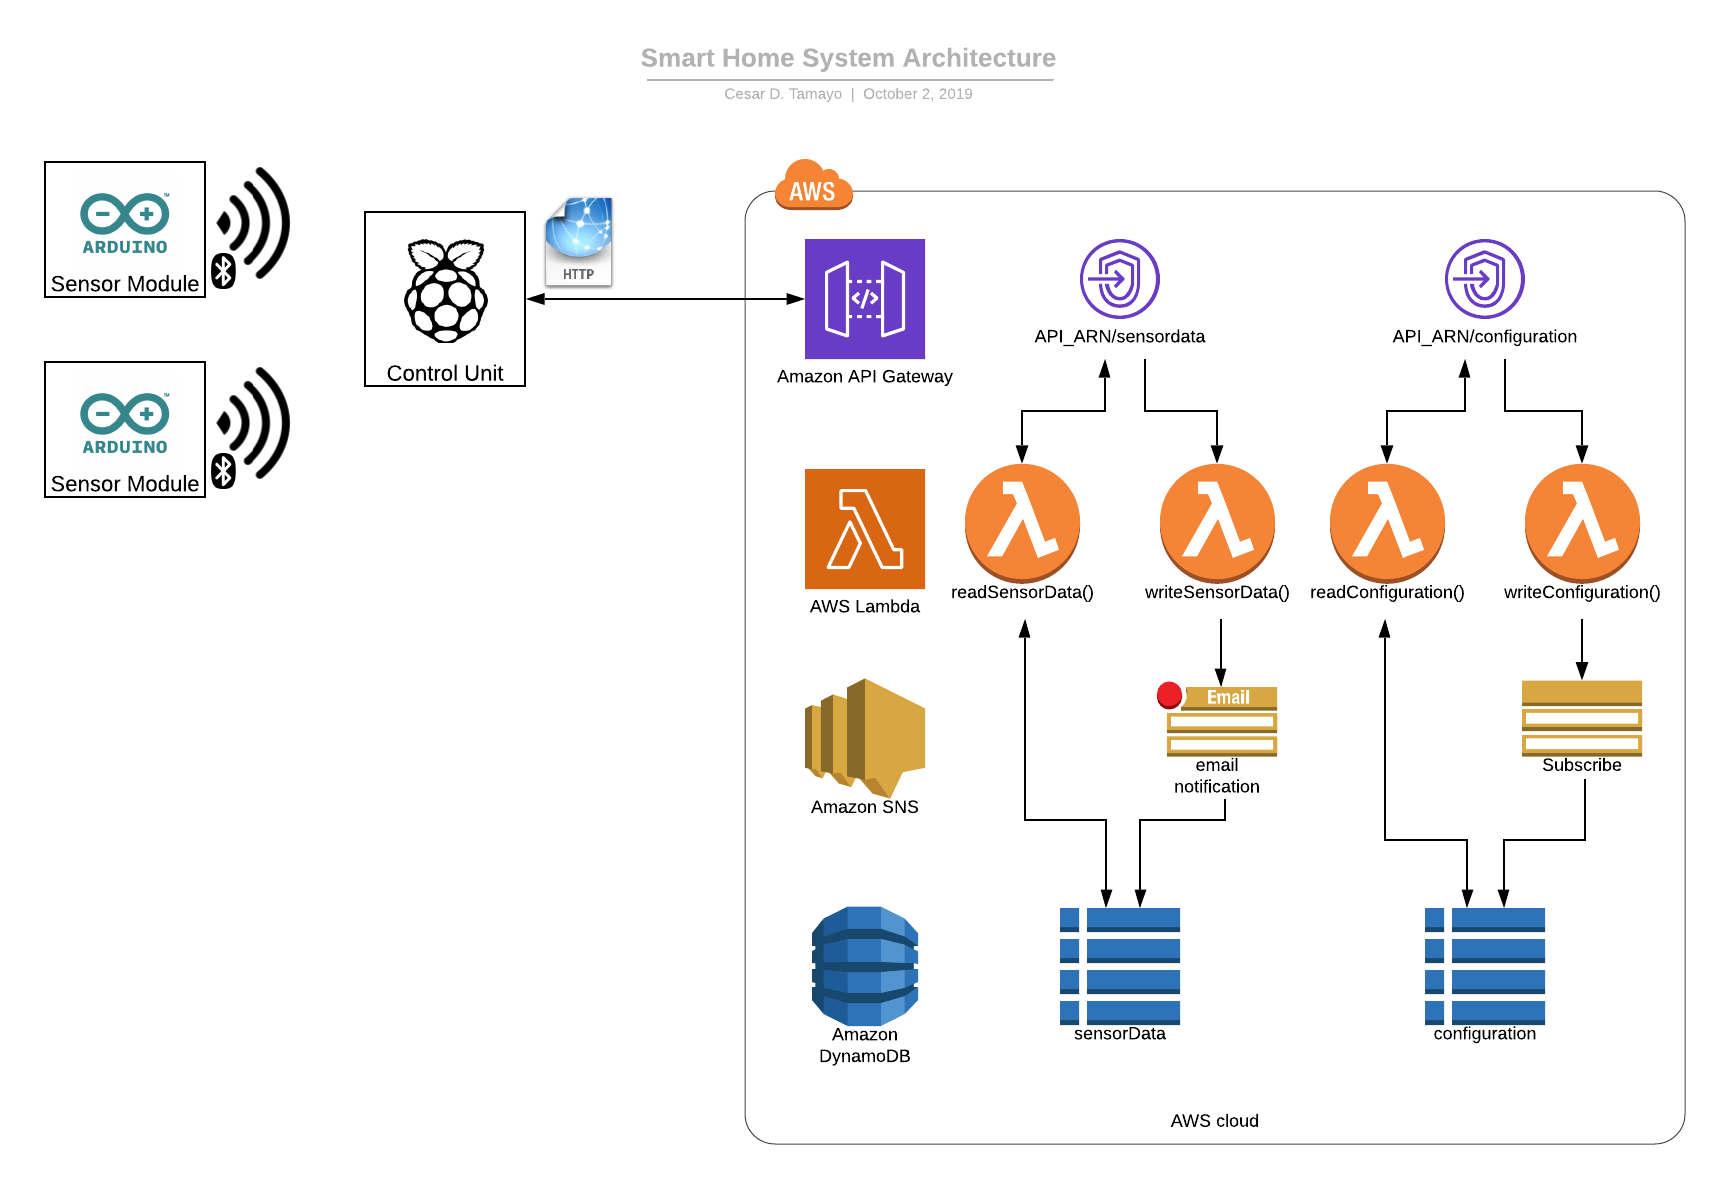 Smart Home System Architecture
Cesar D. Tamayo | October 2, 2019
ARDUINO
TM
Sensor Module
ARDUINO
TM
Sensor Module
Control Unit
HTTP
AWS
Amazon API Gateway
API_ARN/sensordata
API_ARN/configuration
AWS Lambda
readSensorData()
writeSensorData()
readConfiguration()
writeConfiguration()
Amazon SNS
Email
email
notification
Subscribe
Amazon
DynamoDB
sensorData
configuration
AWS cloud